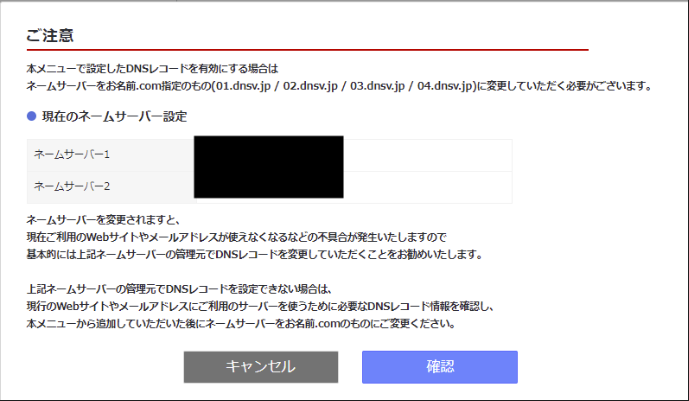 ご注意
本メニューで設定したDNSレコードを有効にする場合は
ネームサーバーをお名前.com指定のもの(01.dnsv.jp / 02.dnsv.jp / 03.dnsv.jp / 04.dnsv.jp)に変更していただく必要がございます。
現在のネームサーバー設定
ネームサーバー1
ネームサーバー2
ネームサーバーを変更されますと、
現在ご利用のWebサイトやメールアドレスが使えなくなるなどの不具合が発生いたしますので
基本的には上記ネームサーバーの管理元でDNSレコードを変更していただくことをお勧めいたします。
上記ネームサーバーの管理元でDNSレコードを設定できない場合は、
現行のWebサイトやメールアドレスにご利用のサーバーを使うために必要なDNSレコード情報を確認し、
本メニューから追加していただいた後にネームサーバーをお名前.comのものにご変更ください。
キャンセル
確認